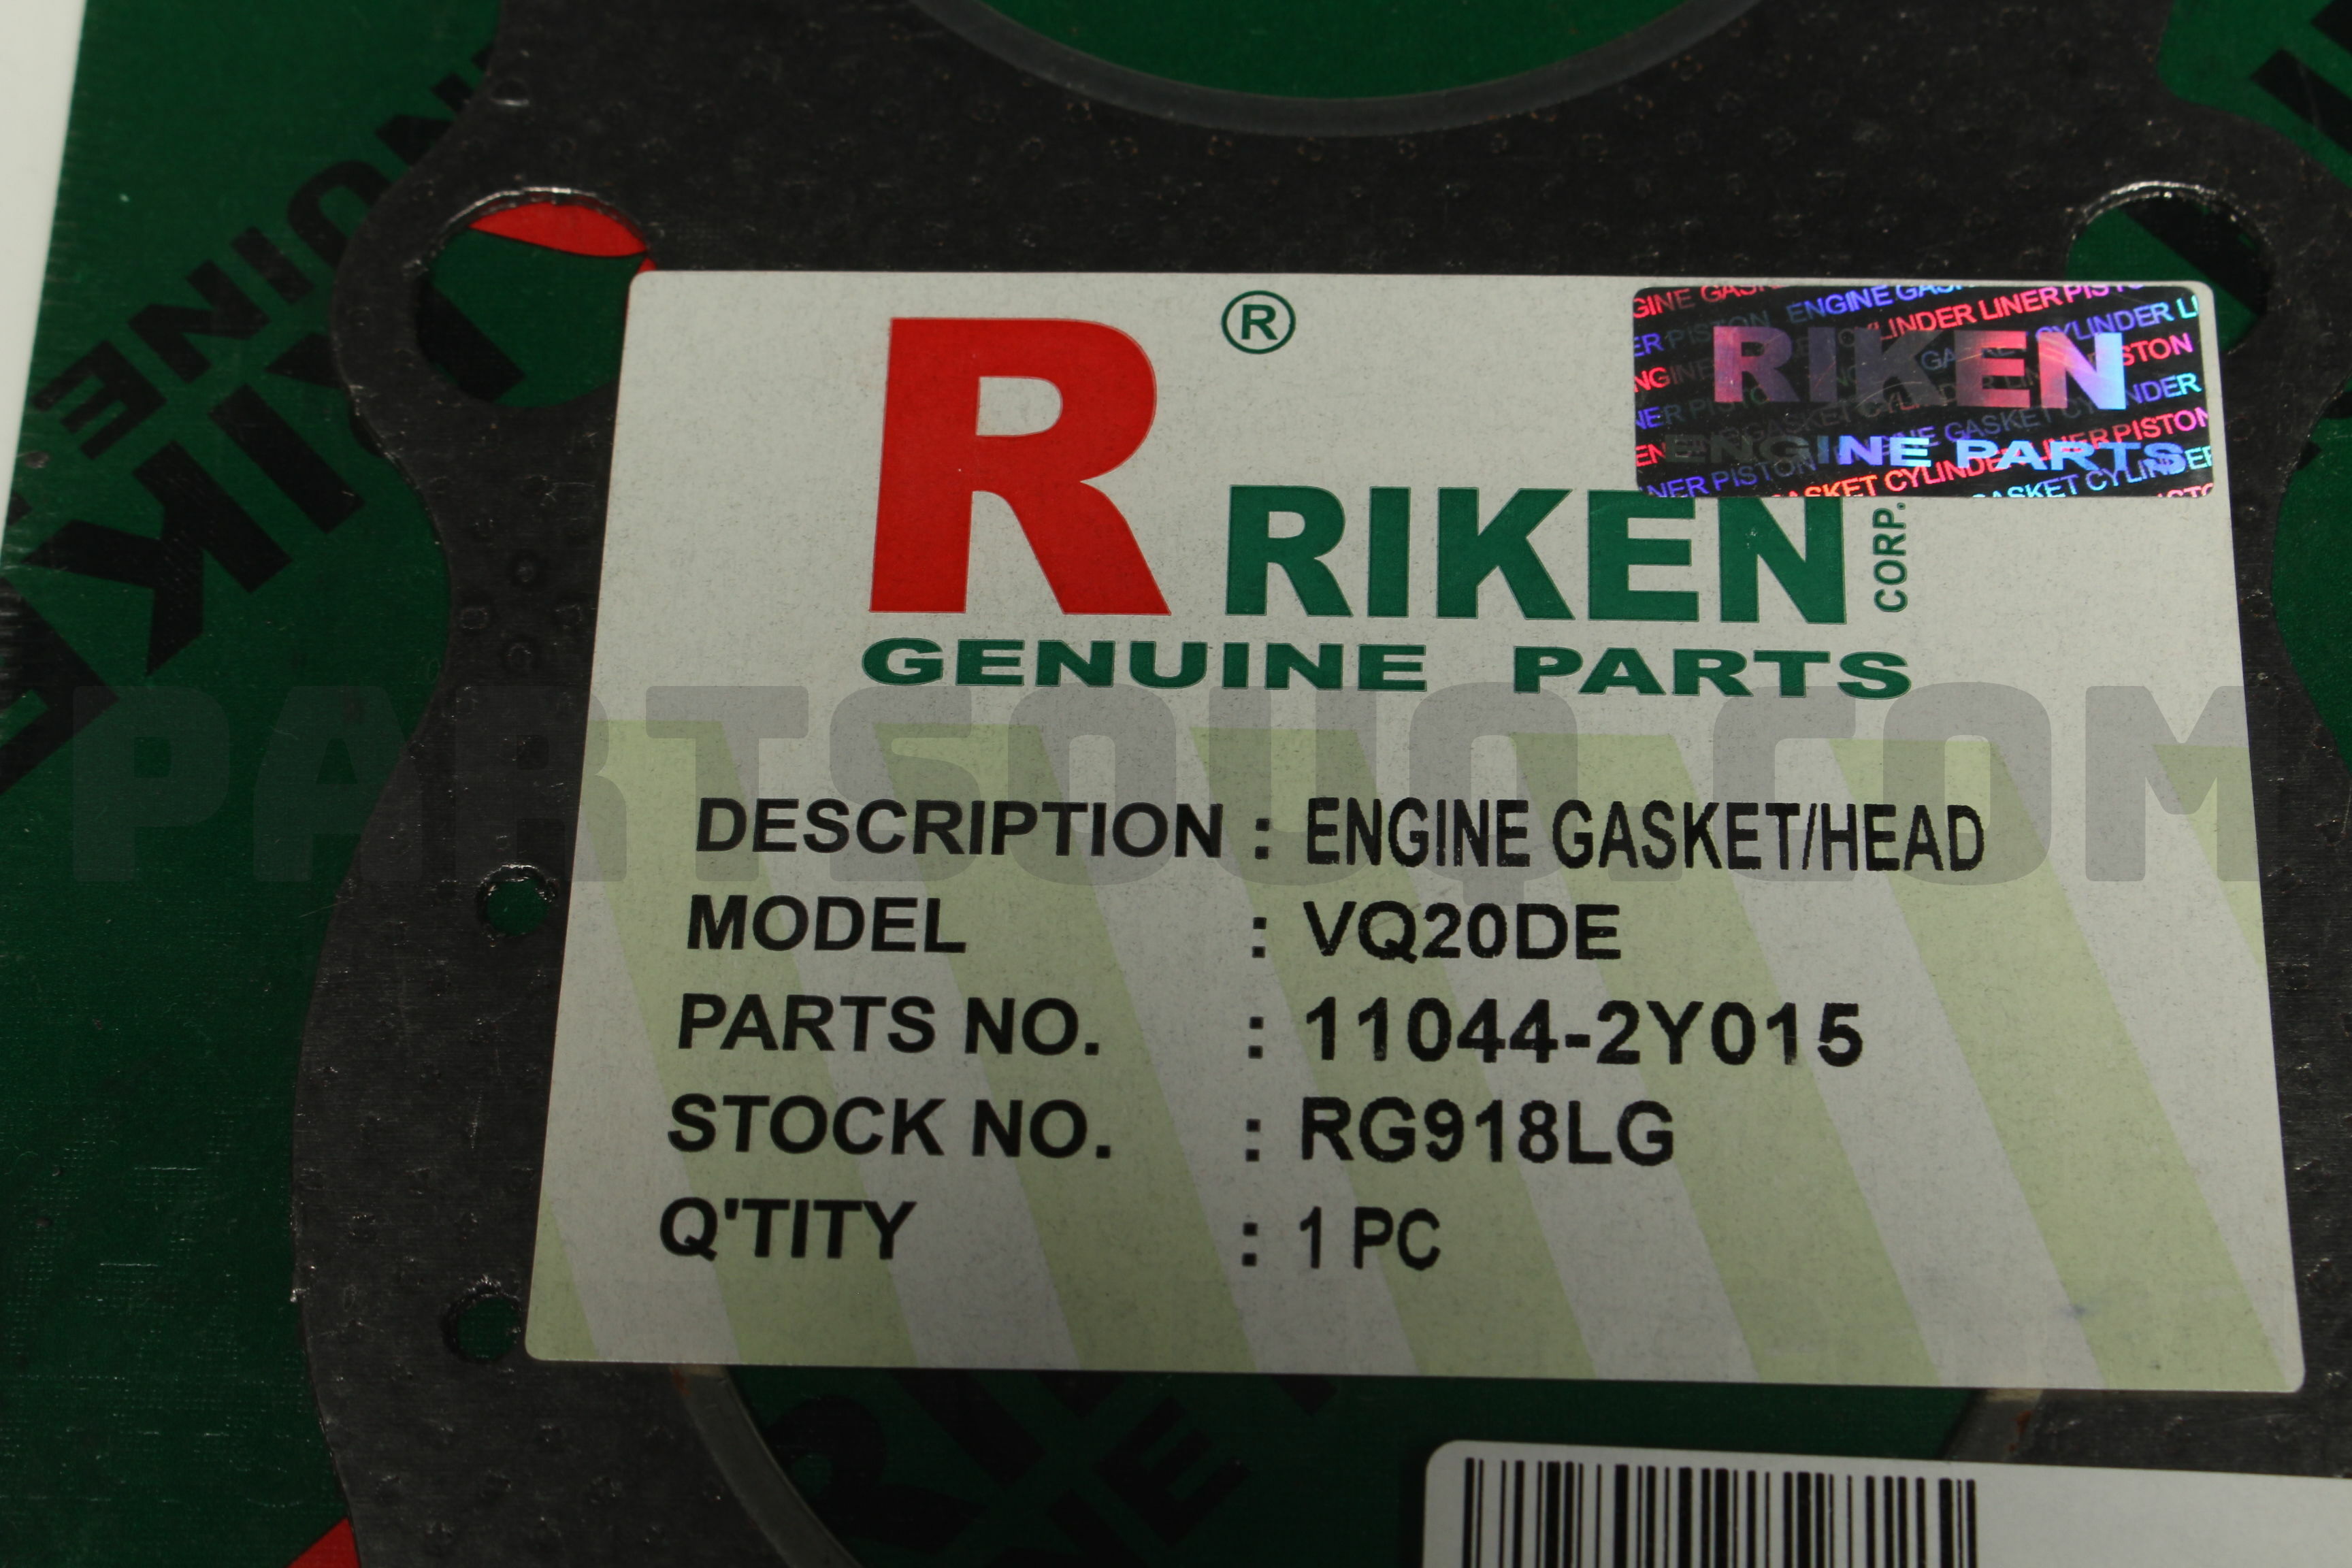 R ®
RIKEN CORP.
GENUINE PARTS
RIKEN
ENGINE PARTS
DESCRIPTION : ENGINE GASKET/HEAD
MODEL : VQ20DE
PARTS NO. : 11044-2Y015
STOCK NO. : RG918LG
Q'TITY : 1 PC
PARTSOUQ.COM